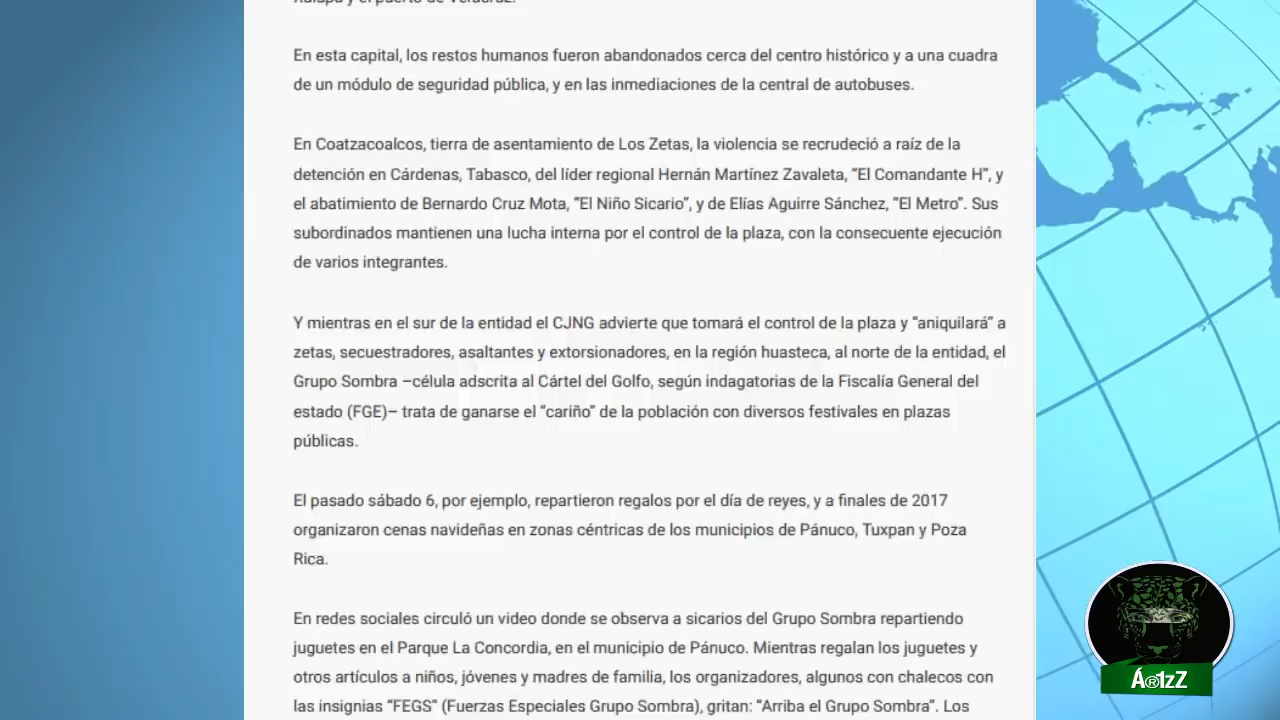 Xalapa y el puerto de Veracruz.
En esta capital, los restos humanos fueron abandonados cerca del centro histórico y a una cuadra
de un módulo de seguridad pública, y en las inmediaciones de la central de autobuses.
En Coatzacoalcos, tierra de asentamiento de Los Zetas, la violencia se recrudeció a raíz de la
detención en Cárdenas, Tabasco, del líder regional Hernán Martínez Zavaleta, “El Comandante H”, y
el abatimiento de Bernardo Cruz Mota, “El Niño Sicario”, y de Elías Aguirre Sánchez, “El Metro”. Sus
subordinados mantienen una lucha interna por el control de la plaza, con la consecuente ejecución
de varios integrantes.
Y mientras en el sur de la entidad el CJNG advierte que tomará el control de la plaza y “aniquilará” a
zetas, secuestradores, asaltantes y extorsionadores, en la región huasteca, al norte de la entidad, el
Grupo Sombra –célula adscrita al Cártel del Golfo, según indagatorias de la Fiscalía General del
estado (FGE)– trata de ganarse el “cariño” de la población con diversos festivales en plazas
públicas.
El pasado sábado 6, por ejemplo, repartieron regalos por el día de reyes, y a finales de 2017
organizaron cenas navideñas en zonas céntricas de los municipios de Pánuco, Tuxpan y Poza
Rica.
En redes sociales circuló un video donde se observa a sicarios del Grupo Sombra repartiendo
juguetes en el Parque La Concordia, en el municipio de Pánuco. Mientras regalan los juguetes y
otros artículos a niños, jóvenes y madres de familia, los organizadores, algunos con chalecos con
las insignias “FEGS” (Fuerzas Especiales Grupo Sombra), gritan: “Arriba el Grupo Sombra”. Los
Á®1zZ